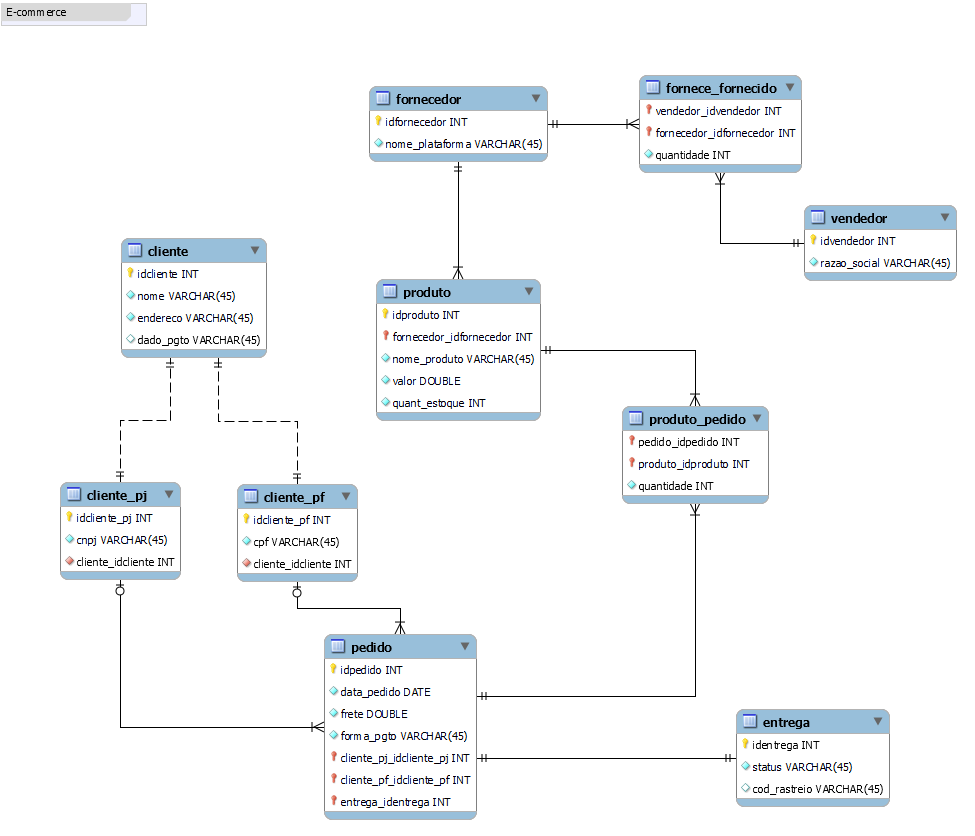 E-commerce
fornecedor
idfornecedor INT
nome_plataforma VARCHAR(45)
fornece_fornecido
vendedor_idvendedor INT
fornecedor_idfornecedor INT
quantidade INT
vendedor
idvendedor INT
razao_social VARCHAR(45)
cliente
idcliente INT
nome VARCHAR(45)
endereco VARCHAR(45)
dado_pgto VARCHAR(45)
produto
idproduto INT
fornecedor_idfornecedor INT
nome_produto VARCHAR(45)
valor DOUBLE
quant_estoque INT
produto_pedido
pedido_idpedido INT
produto_idproduto INT
quantidade INT
cliente_pj
idcliente_pj INT
cnpj VARCHAR(45)
cliente_idcliente INT
cliente_pf
idcliente_pf INT
cpf VARCHAR(45)
cliente_idcliente INT
pedido
idpedido INT
data_pedido DATE
frete DOUBLE
forma_pgto VARCHAR(45)
cliente_pj_idcliente_pj INT
cliente_pf_idcliente_pf INT
entrega_identrega INT
entrega
identrega INT
status VARCHAR(45)
cod_rastreio VARCHAR(45)